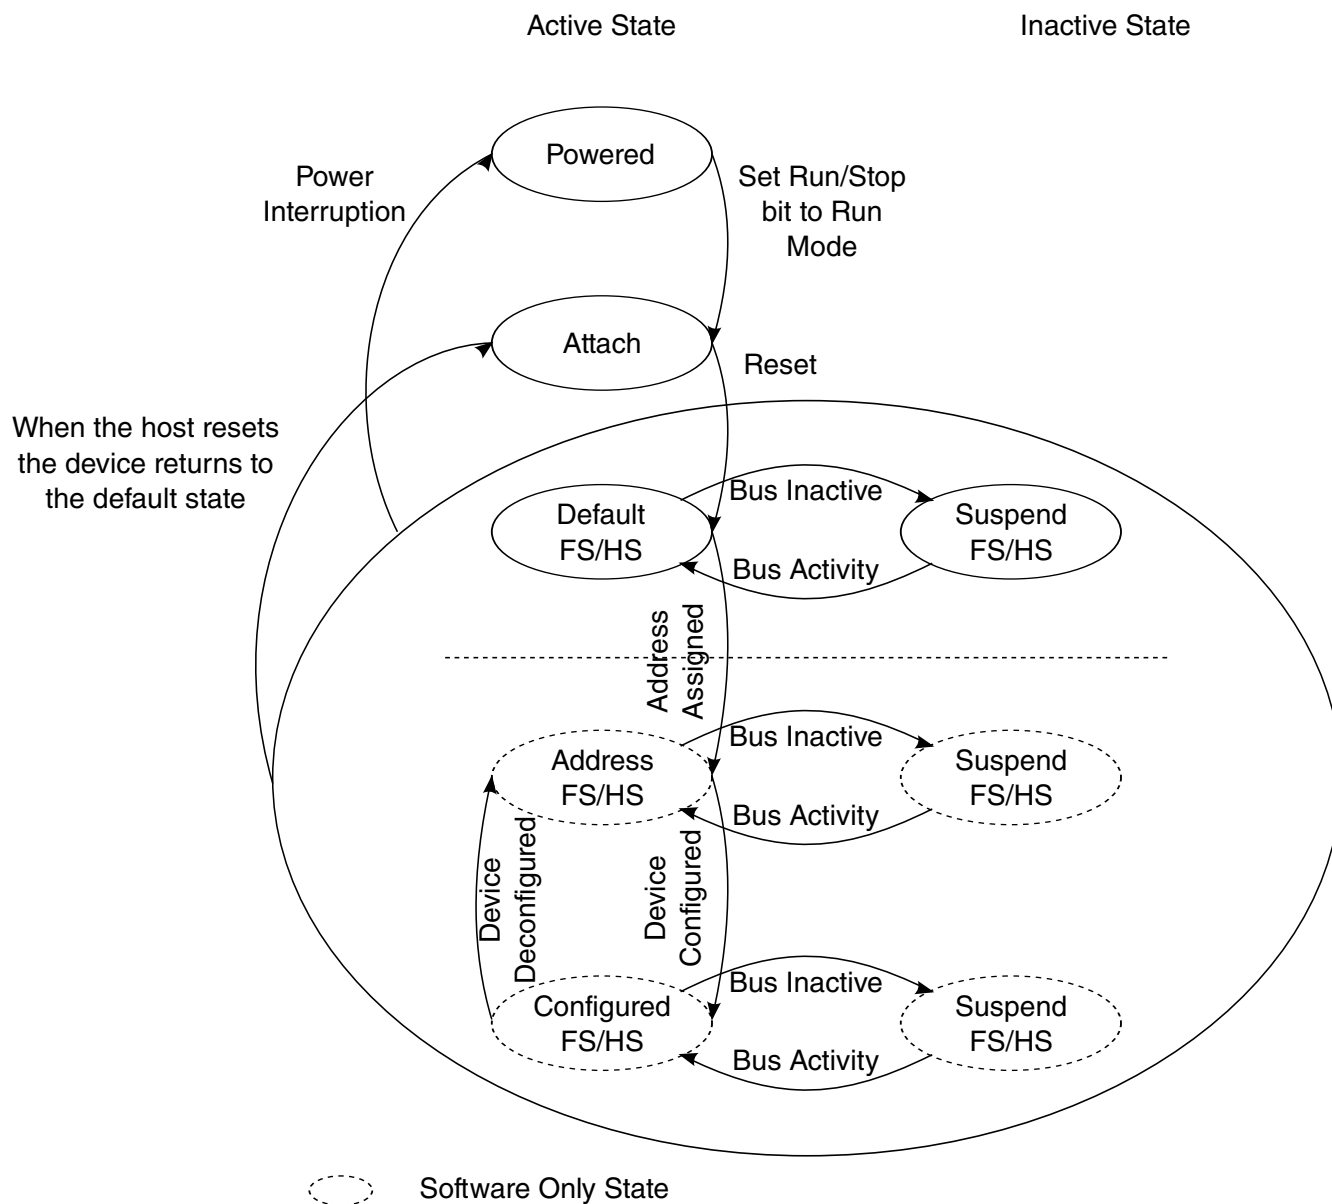 Active State
Inactive State
Powered
Power
Interruption
Set Run/Stop
bit to Run
Mode
Attach
Reset
When the host resets
the device returns to
the default state
Default
FS/HS
Bus Inactive
Suspend
FS/HS
Bus Activity
Address
Assigned
Address
FS/HS
Bus Inactive
Suspend
FS/HS
Bus Activity
Device
Deconfigured
Device
Configured
Configured
FS/HS
Bus Inactive
Suspend
FS/HS
Bus Activity
Software Only State